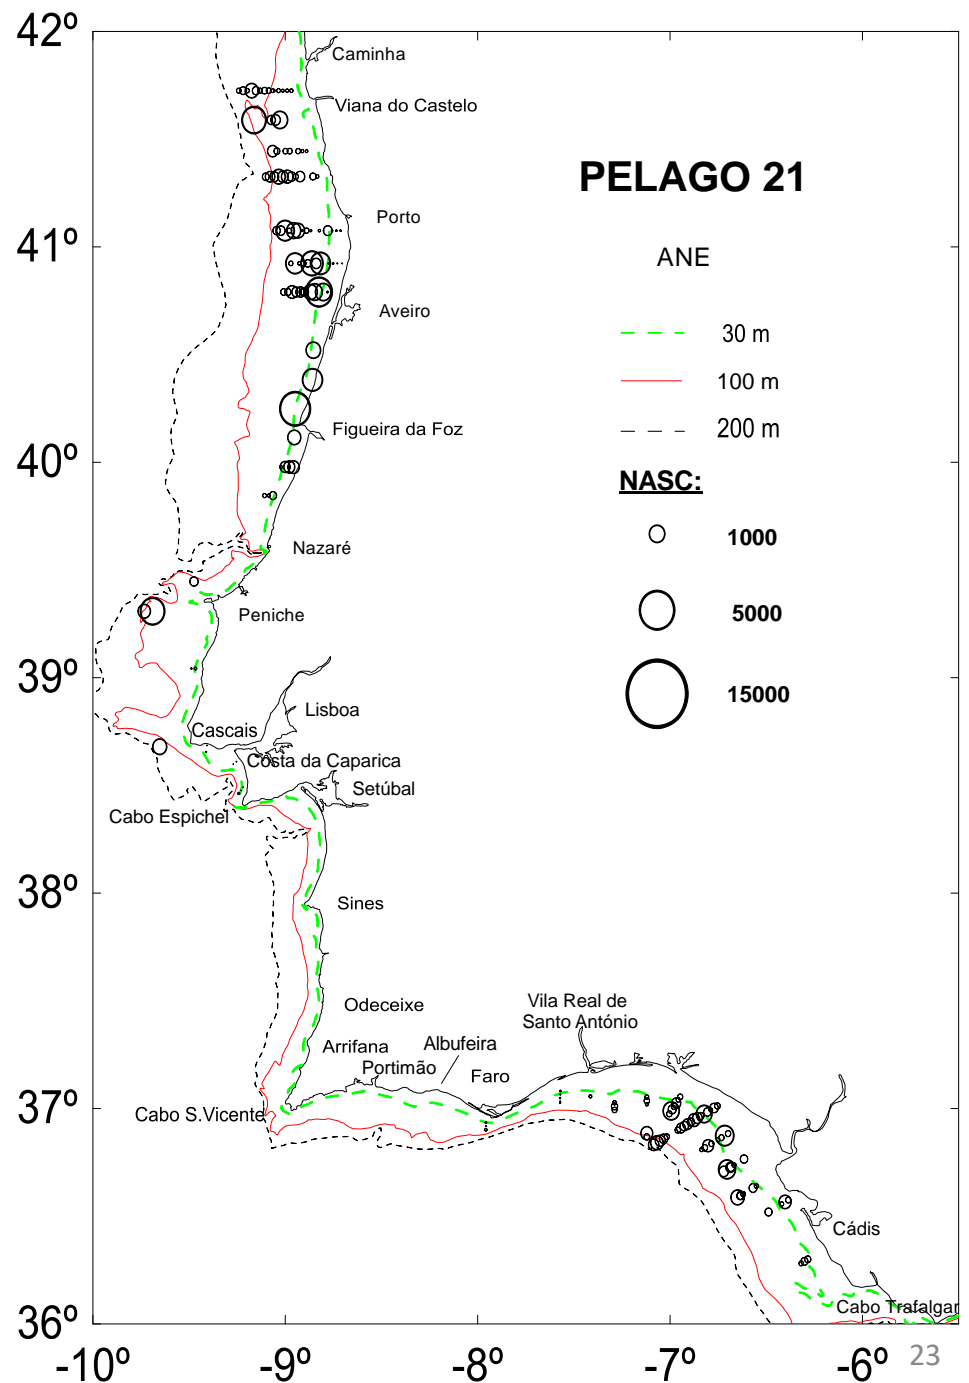 42º
Caminha
Viana do Castelo
PELAGO 21
Porto
41º
ANE
Aveiro
30 m
100 m
Figueira da Foz
200 m
40º
NASC:
1000
Nazaré
5000
Peniche
39º
15000
Lisboa
Cascais
Costa da Caparica
Setúbal
Cabo Espichel
38º
Sines
Odeceixe
Vila Real de
Santo António
Arrifana
Albufeira
Portimão
Faro
37º
Cabo S.Vicente
Cádis
36º
Cabo Trafalgar
-10º
-9º
-8º
-7º
-6º
23